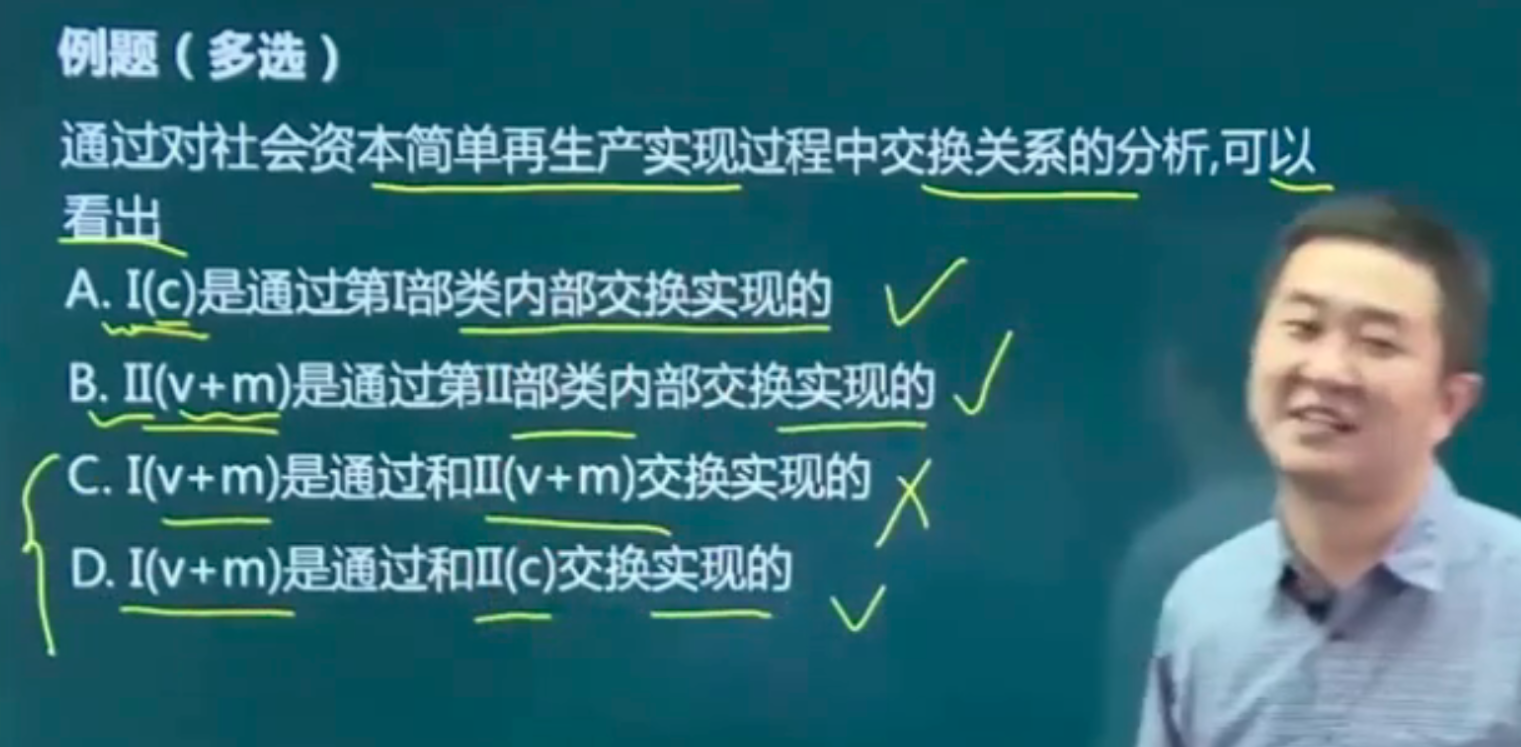 例题（多选）
通过对社会资本简单再生产实现过程中交换关系的分析,可以
看出
A. I(c)是通过第I部类内部交换实现的
B. II(v+m)是通过第II部类内部交换实现的
C. I(v+m)是通过和II(v+m)交换实现的
D. I(v+m)是通过和II(c)交换实现的